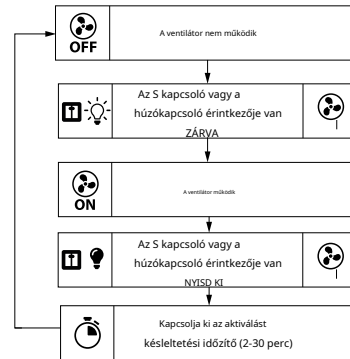 OFF
A ventilátor nem működik
Az S kapcsoló vagy a
húzókapcsoló érintkezője van
ZÁRVA
ON
A ventilátor működik
Az S kapcsoló vagy a
húzókapcsoló érintkezője van
NYISD KI
Kapcsolja ki az aktiválást
késleltetési időzítő (2-30 perc)